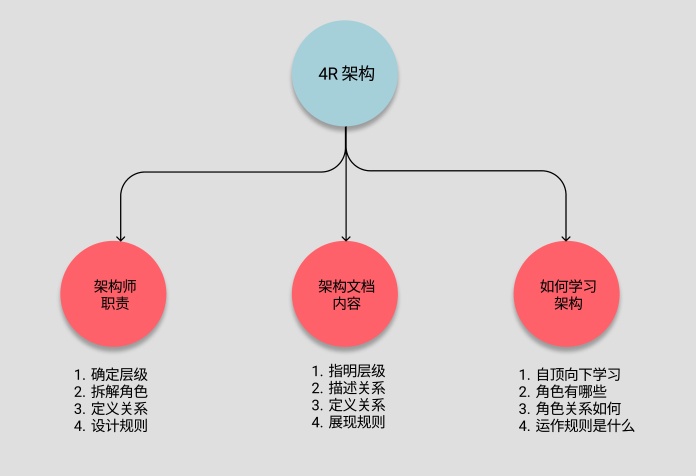 4R 架构
架构师
职责
架构文档
内容
如何学习
架构
1. 确定层级
2. 拆解角色
3. 定义关系
4. 设计规则
1. 指明层级
2. 描述关系
3. 定义关系
4. 展现规则
1. 自顶向下学习
2. 角色有哪些
3. 角色关系如何
4. 运作规则是什么